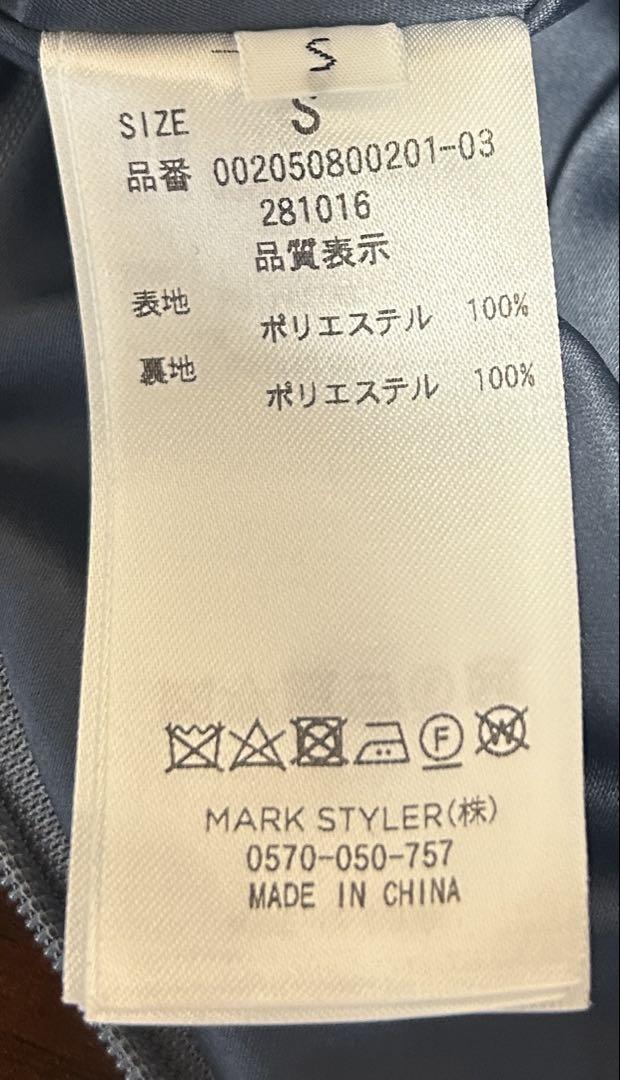 S
SIZE S
品番 002050800201-03
281016
品質表示
表地 ポリエステル 100%
裏地 ポリエステル 100%
F W
MARK STYLER(株)
0570-050-757
MADE IN CHINA